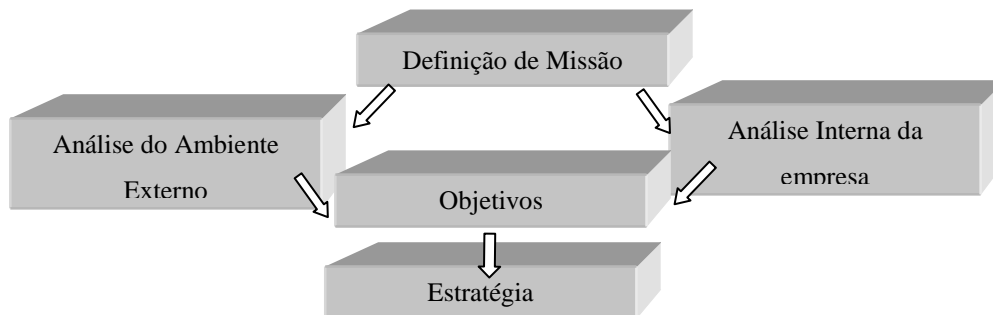 Definição de Missão
Análise do Ambiente
Externo
Análise Interna da
empresa
Objetivos
Estratégia